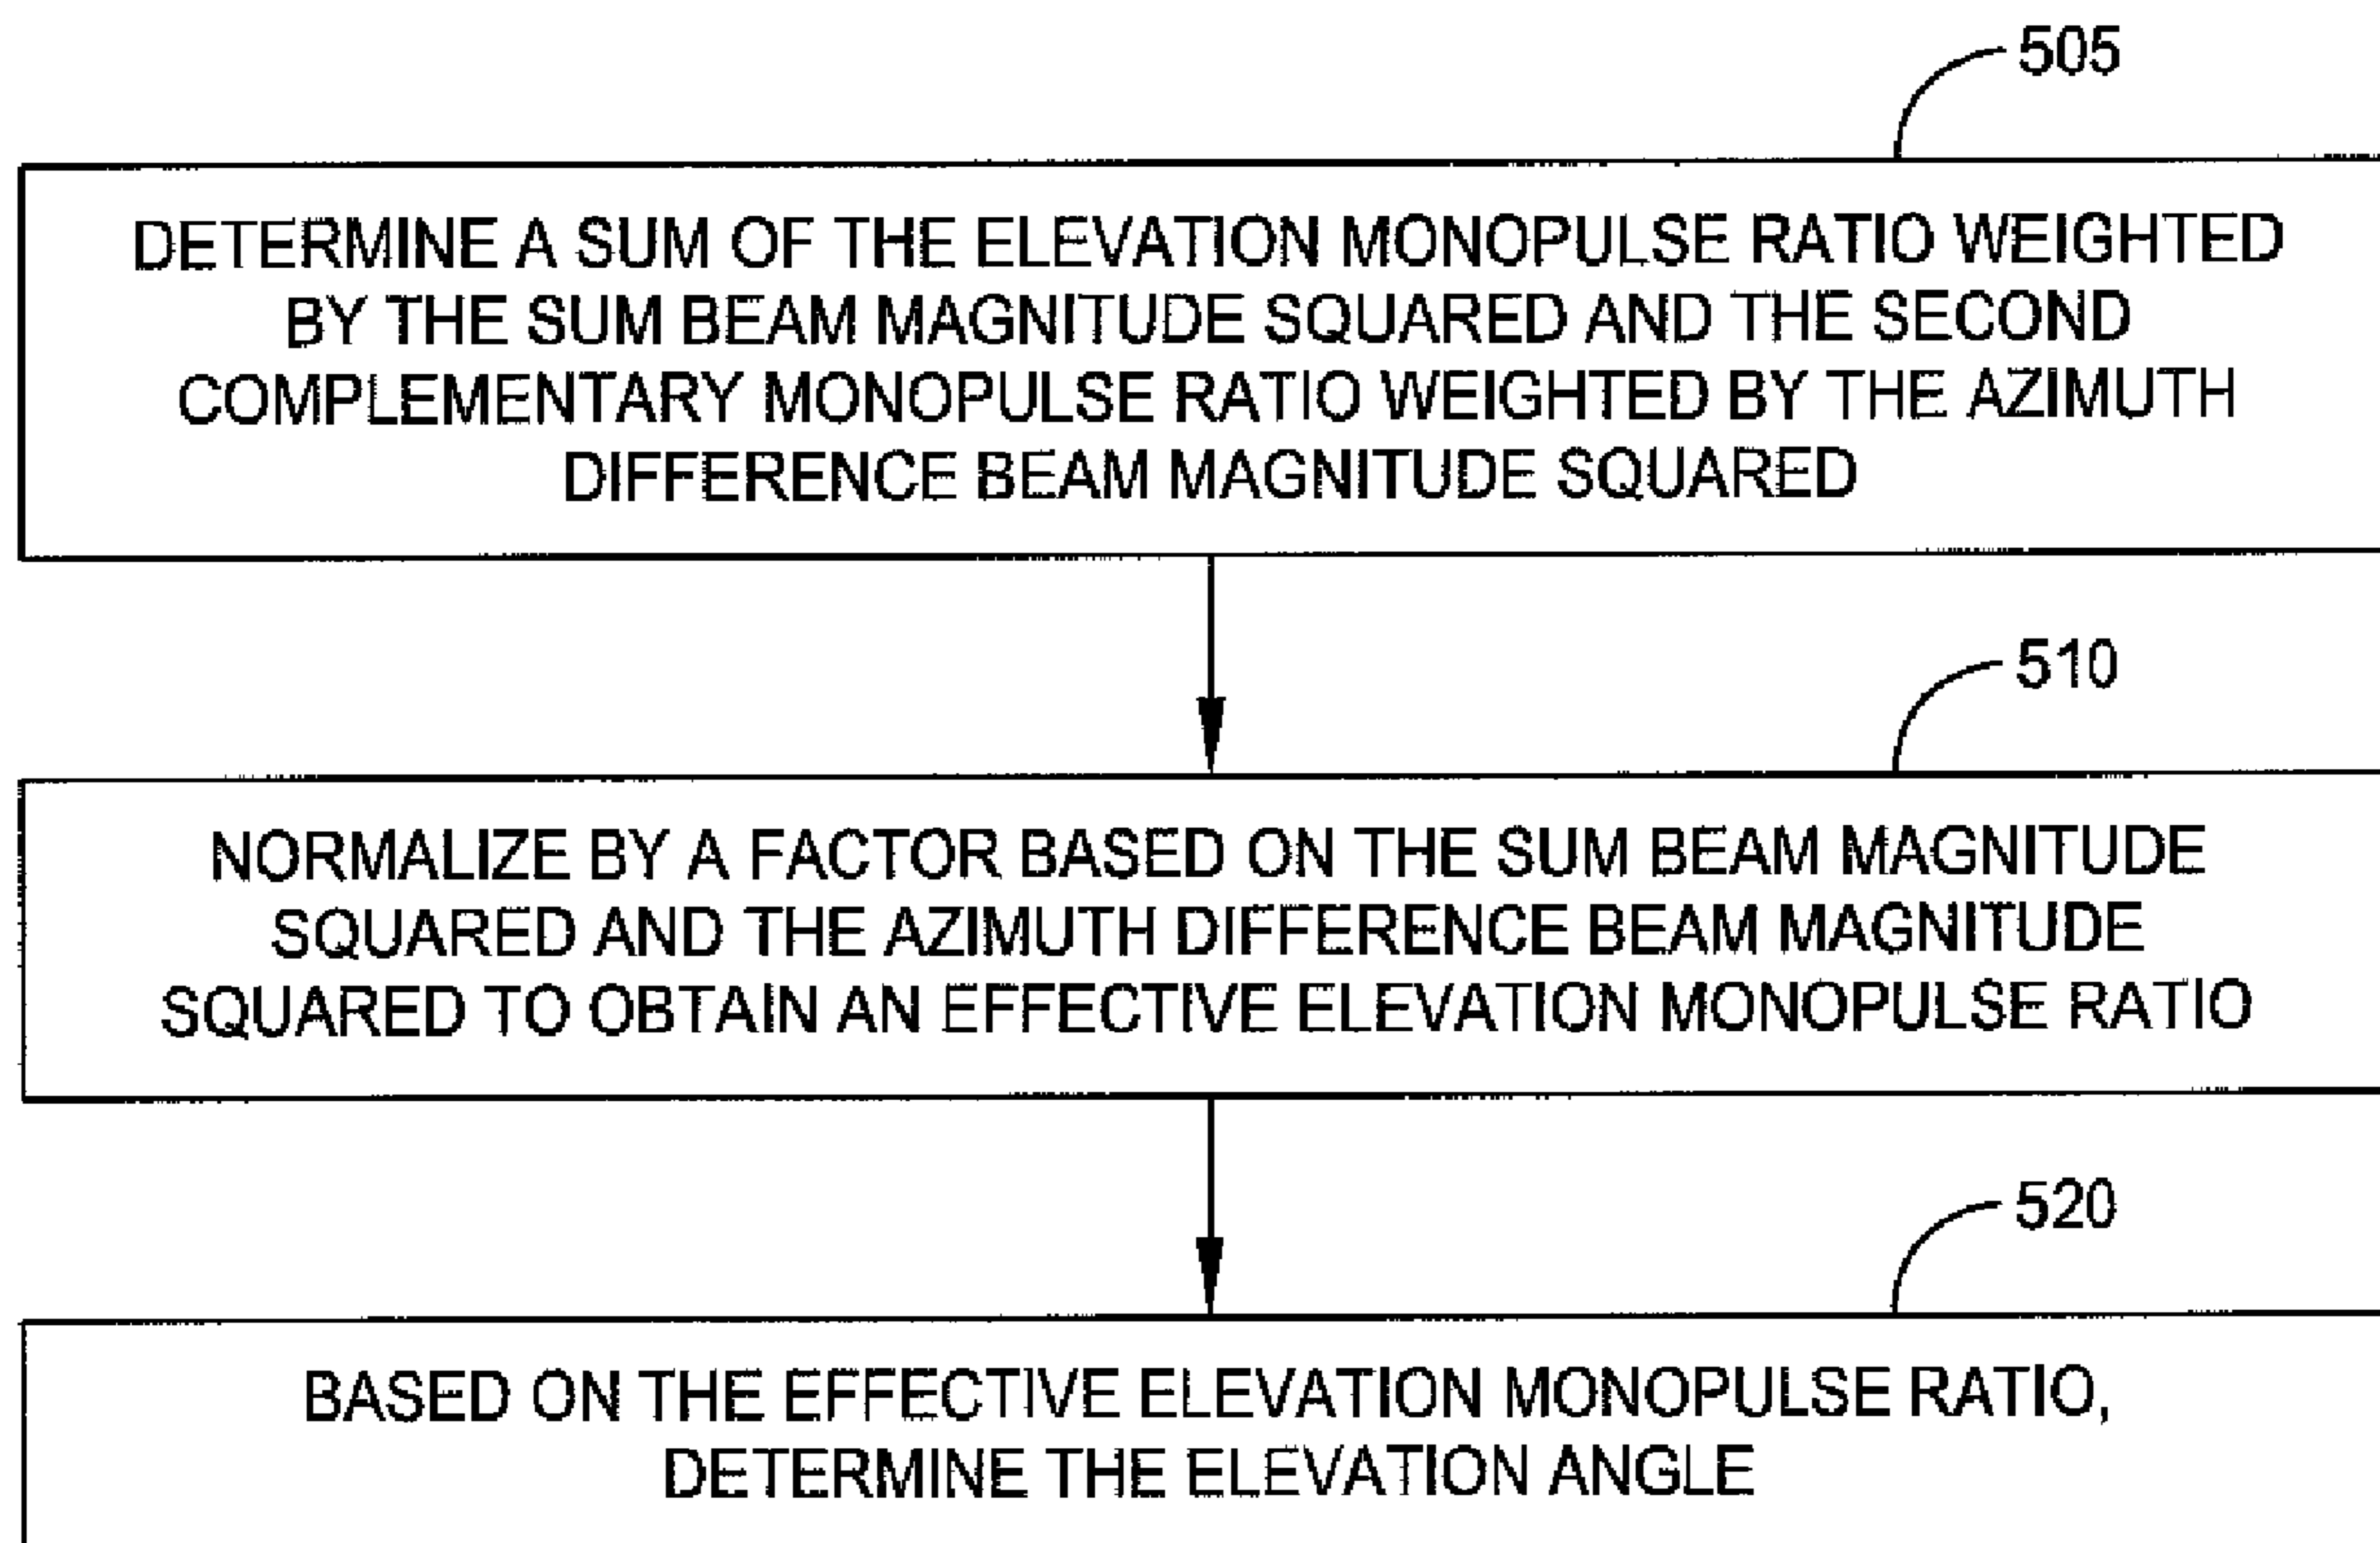 505
DETERMINE A SUM OF THE ELEVATION MONOPULSE RATIO WEIGHTED
BY THE SUM BEAM MAGNITUDE SQUARED AND THE SECOND
COMPLEMENTARY MONOPULSE RATIO WEIGHTED BY THE AZIMUTH
DIFFERENCE BEAM MAGNITUDE SQUARED
510
NORMALIZE BY A FACTOR BASED ON THE SUM BEAM MAGNITUDE
SQUARED AND THE AZIMUTH DIFFERENCE BEAM MAGNITUDE
SQUARED TO OBTAIN AN EFFECTIVE ELEVATION MONOPULSE RATIO
520
BASED ON THE EFFECTIVE ELEVATION MONOPULSE RATIO,
DETERMINE THE ELEVATION ANGLE